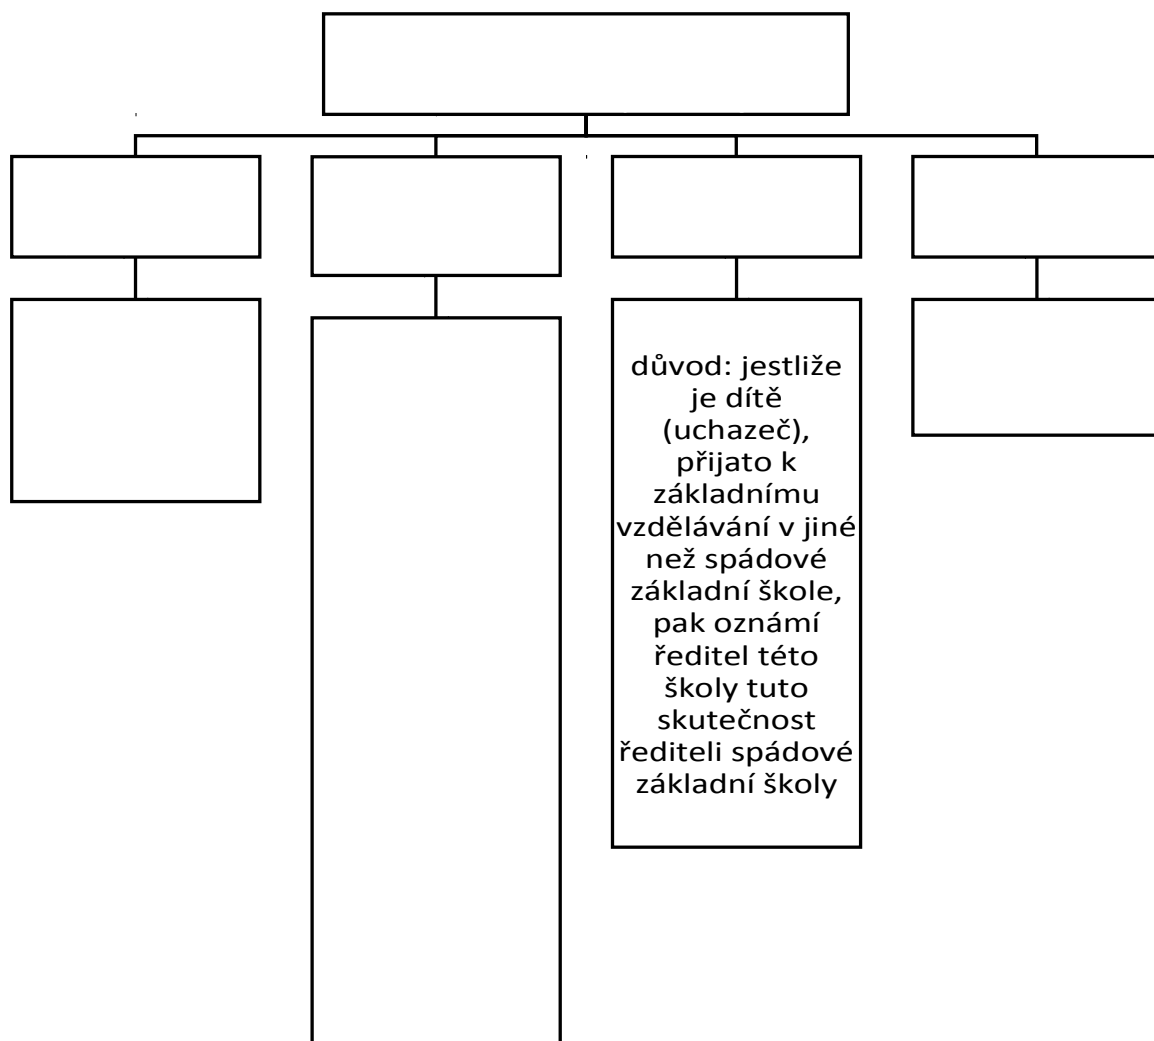 důvod: jestliže
je dítě
(uchazeč),
přijato k
základnímu
vzdělávání v jiné
než spádové
základní škole,
pak oznámí
ředitel této
školy tuto
skutečnost
řediteli spádové
základní školy